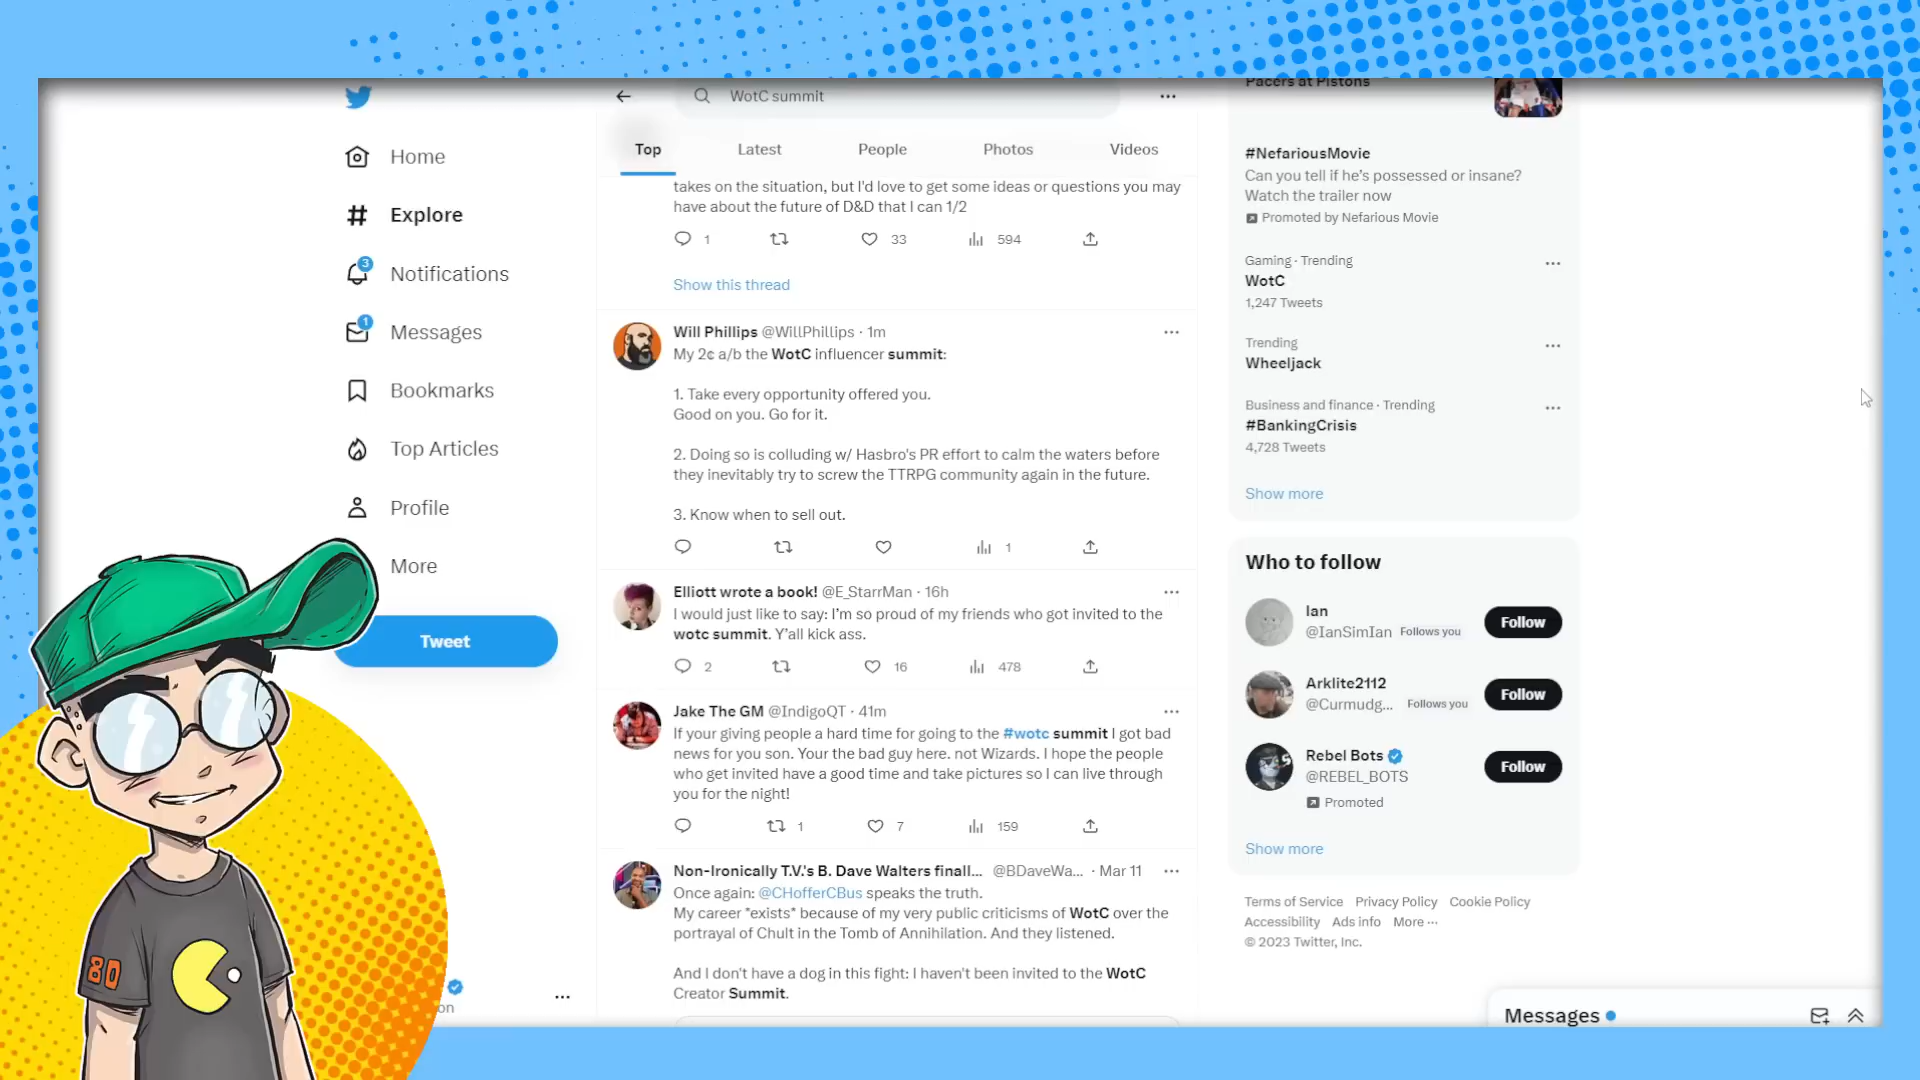 WotC summit
Top
Latest
People
Photos
Videos
Home
Explore
3
Notifications
1
Messages
Bookmarks
Top Articles
Profile
More
Tweet
on
80
takes on the situation, but I'd love to get some ideas or questions you may
have about the future of D&D that I can 1/2
1
33
594
Show this thread
Will Phillips @WillPhillips · 1m
My 2¢ a/b the WotC influencer summit:
1. Take every opportunity offered you.
Good on you. Go for it.
2. Doing so is colluding w/ Hasbro's PR effort to calm the waters before
they inevitably try to screw the TTRPG community again in the future.
3. Know when to sell out.
1
Elliott wrote a book! @E_StarrMan · 16h
I would just like to say: I'm so proud of my friends who got invited to the
wotc summit. Y'all kick ass.
2
16
478
Jake The GM @IndigoQT · 41m
If your giving people a hard time for going to the #wotc summit I got bad
news for you son. Your the bad guy here. not Wizards. I hope the people
who get invited have a good time and take pictures so I can live through
you for the night!
1
7
159
Non-Ironically T.V.'s B. Dave Walters finall... @BDaveWa... · Mar 11
Once again: @CHofferCBus speaks the truth.
My career *exists* because of my very public criticisms of WotC over the
portrayal of Chult in the Tomb of Annihilation. And they listened.
And I don't have a dog in this fight: I haven't been invited to the WotC
Creator Summit.
Pacers at Pistons
#NefariousMovie
Can you tell if he's possessed or insane?
Watch the trailer now
Promoted by Nefarious Movie
Gaming · Trending
WotC
1,247 Tweets
Trending
Wheeljack
Business and finance · Trending
#BankingCrisis
4,728 Tweets
Show more
Who to follow
Ian
@IanSimIan Follows you
Follow
Arklite2112
@Curmudg... Follows you
Follow
Rebel Bots
@REBEL_BOTS
Promoted
Follow
Show more
Terms of Service Privacy Policy Cookie Policy
Accessibility Ads info More ···
© 2023 Twitter, Inc.
Messages